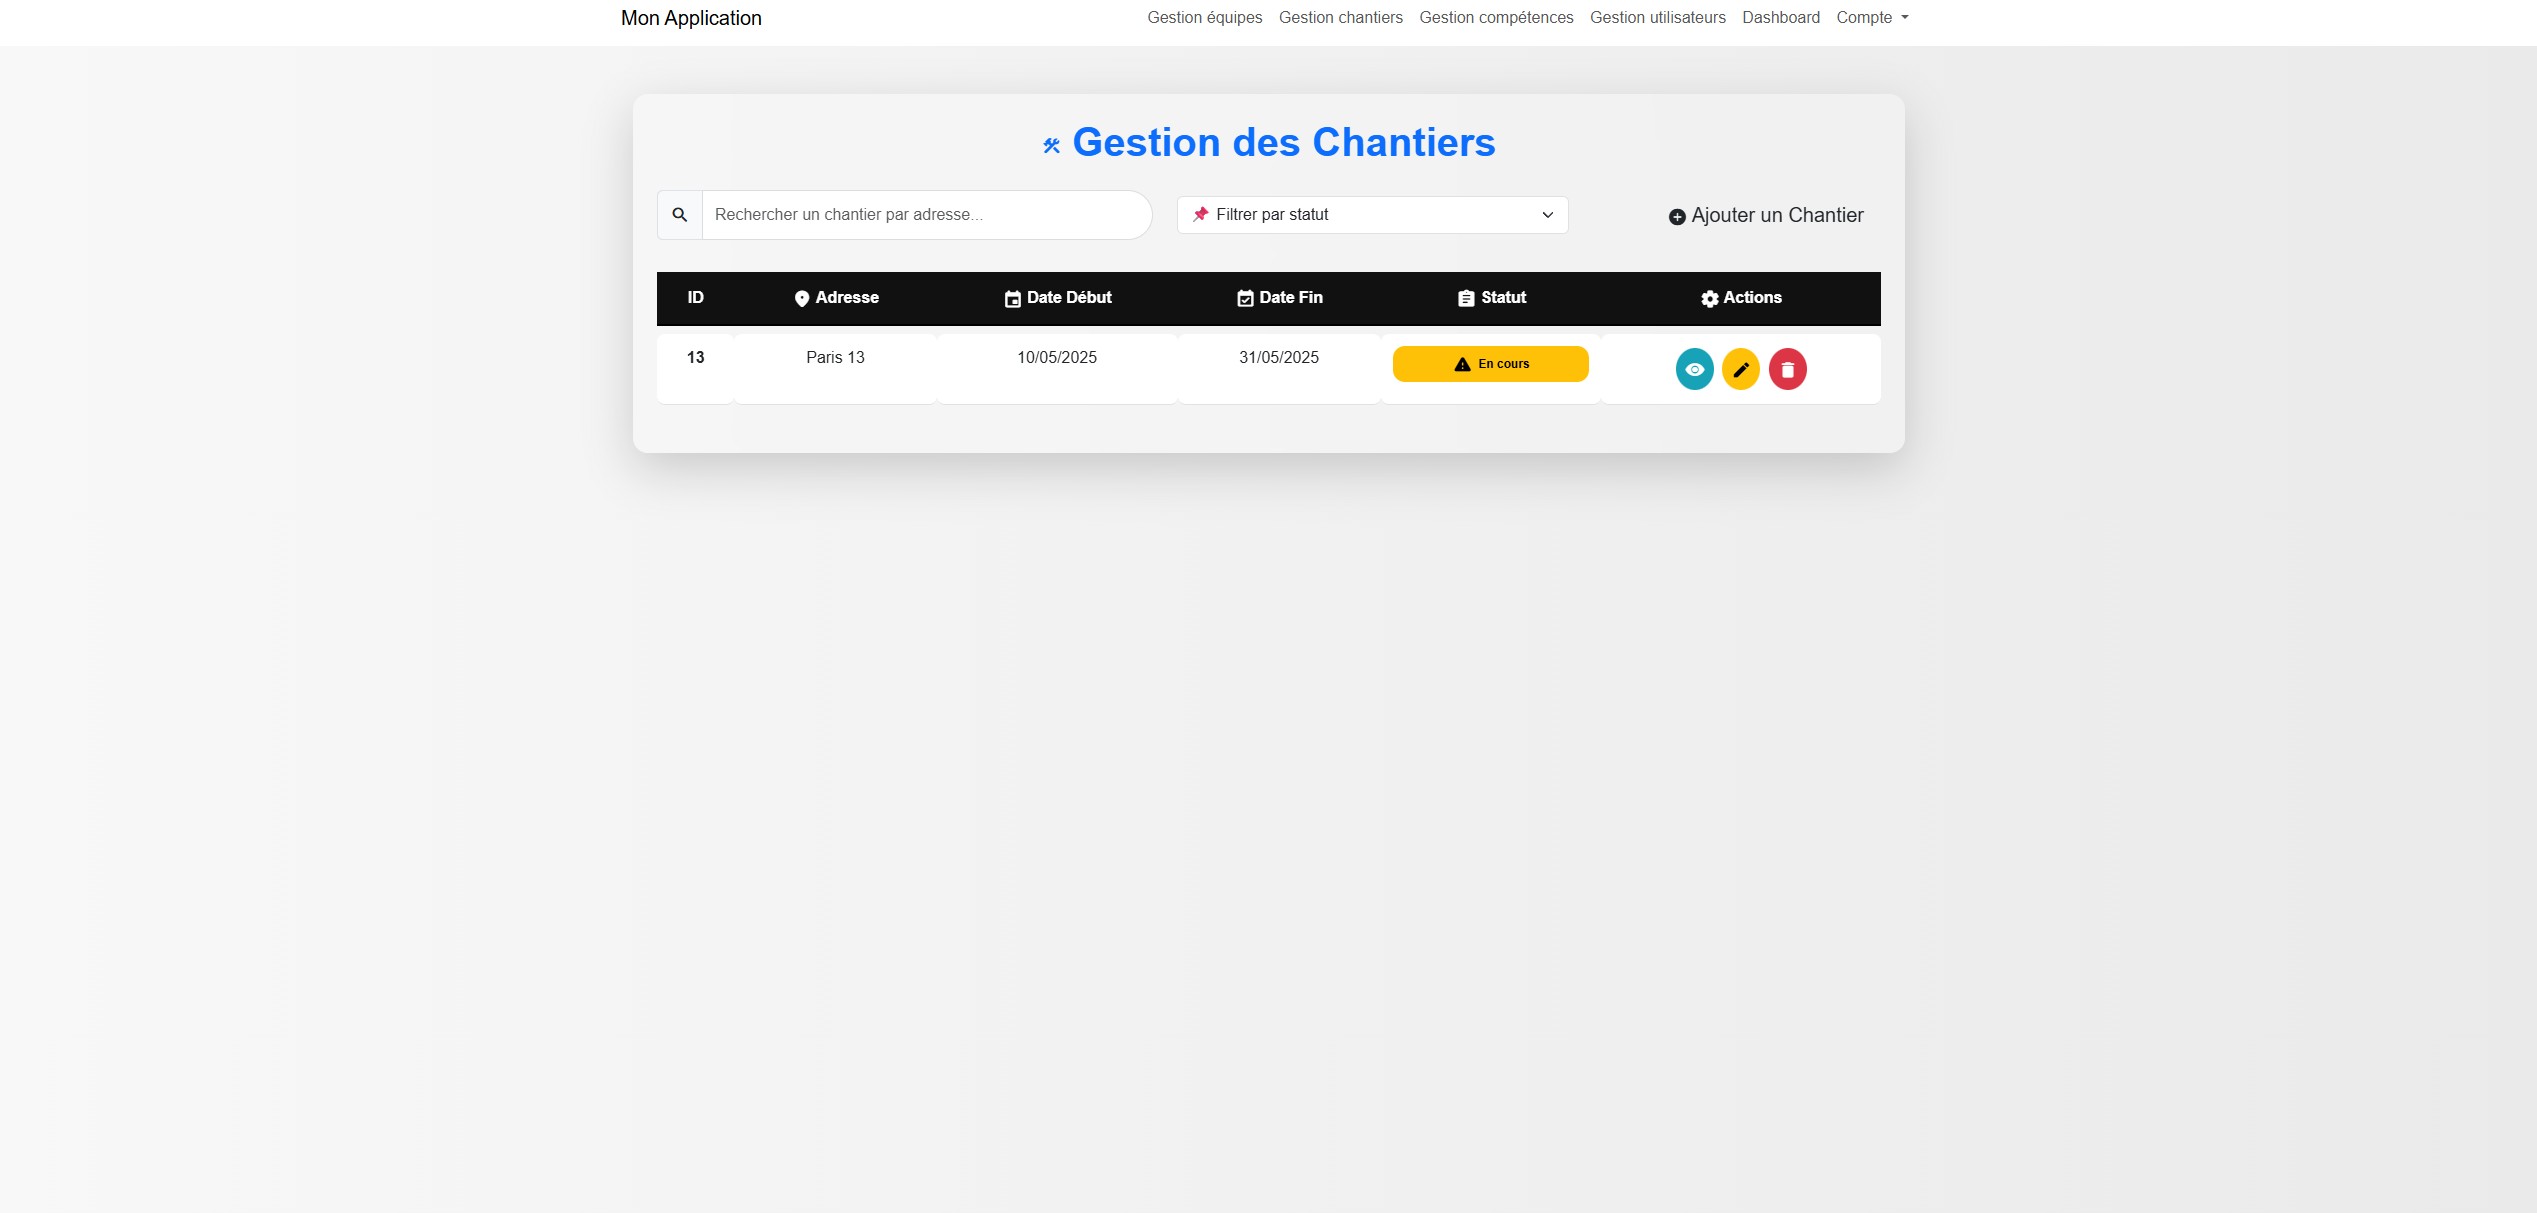 Mon Application
Gestion équipes Gestion chantiers Gestion compétences Gestion utilisateurs Dashboard Compte
Gestion des Chantiers
Rechercher un chantier par adresse...
Filtrer par statut
Ajouter un Chantier
ID Adresse Date Début Date Fin Statut Actions
13 Paris 13 10/05/2025 31/05/2025 En cours